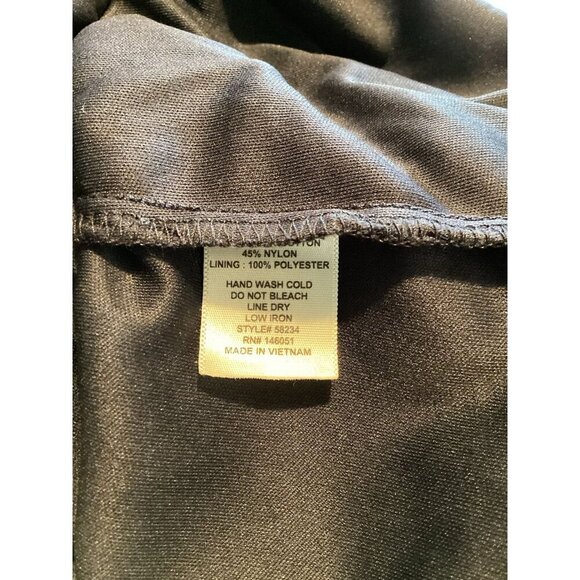 COTTON
45% NYLON
LINING : 100% POLYESTER
HAND WASH COLD
DO NOT BLEACH
LINE DRY
LOW IRON
STYLE# 58234
RN# 146051
MADE IN VIETNAM